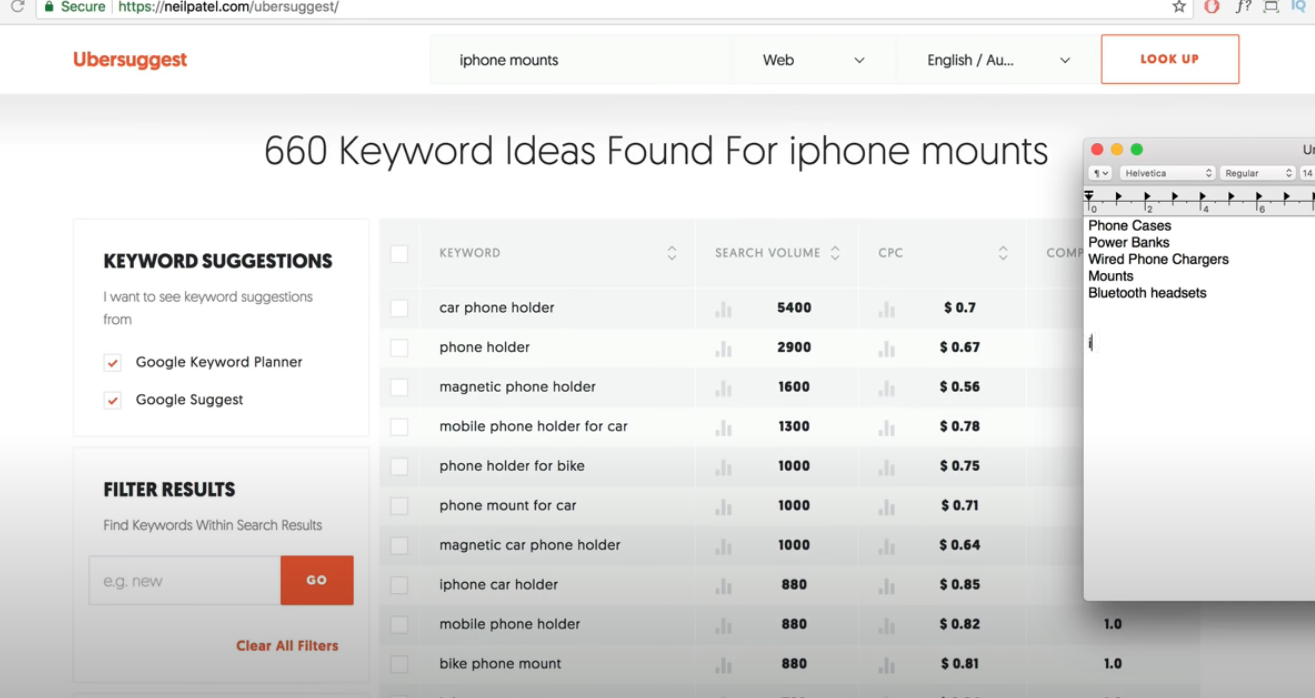 Secure https://neilpatel.com/ubersuggest/ f? IQ
Ubersuggest iphone mounts Web English / Au... LOOK UP
660 Keyword Ideas Found For iphone mounts
KEYWORD SUGGESTIONS
I want to see keyword suggestions
from
Google Keyword Planner
Google Suggest
FILTER RESULTS
Find Keywords Within Search Results
e.g. new GO
Clear All Filters
KEYWORD SEARCH VOLUME CPC COMP
car phone holder 5400 $ 0.7
phone holder 2900 $ 0.67
magnetic phone holder 1600 $ 0.56
mobile phone holder for car 1300 $ 0.78
phone holder for bike 1000 $ 0.75
phone mount for car 1000 $ 0.71
magnetic car phone holder 1000 $ 0.64
iphone car holder 880 $ 0.85
mobile phone holder 880 $ 0.82 1.0
bike phone mount 880 $ 0.81 1.0
Un
¶ Helvetica Regular 14
0 2 4 6
Phone Cases
Power Banks
Wired Phone Chargers
Mounts
Bluetooth headsets
i